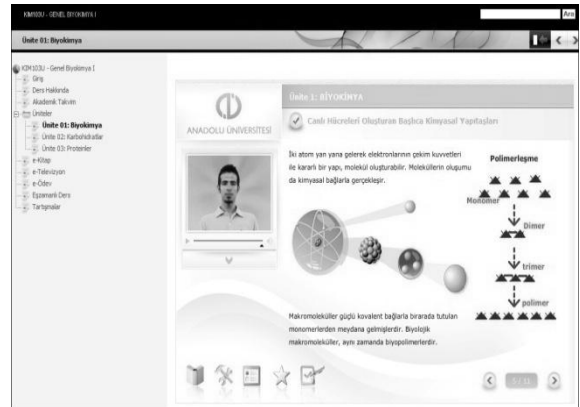 KİM103U - GENEL BİYOKİMYA I
Ara
Ünite 01: Biyokimya
KİM103U - Genel Biyokimya I
Giriş
Ders Hakkında
Akademik Takvim
Üniteler
Ünite 01: Biyokimya
Ünite 02: Karbohidratlar
Ünite 03: Proteinler
e-Kitap
e-Televizyon
e-Ödev
Eşzamanlı Ders
Tartışmalar
ANADOLU ÜNİVERSİTESİ
Ünite 1: BİYOKİMYA
Canlı Hücreleri Oluşturan Başlıca Kimyasal Yapıtaşları
İki atom yan yana gelerek elektronlarının çekim kuvvetleri
ile kararlı bir yapı, molekül oluşturabilir. Moleküllerin oluşumu
da kimyasal bağlarla gerçekleşir.
Polimerleşme
Monomer
Dimer
trimer
polimer
Makromoleküller güçlü kovalent bağlarla birarada tutulan
monomerlerden meydana gelmişlerdir. Biyolojik
makromoleküller, aynı zamanda biyopolimerlerdir.